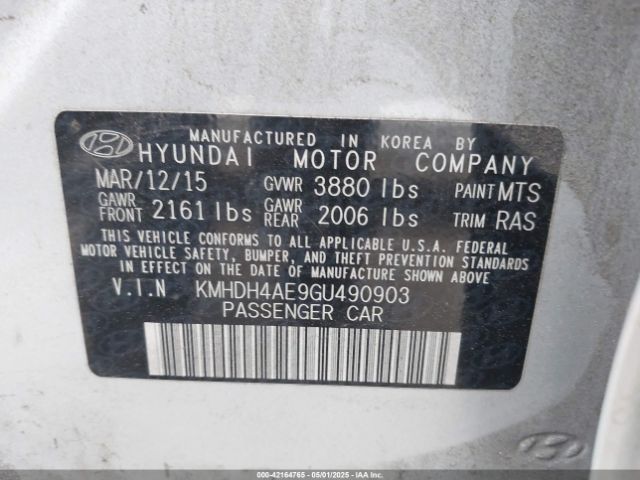 MANUFACTURED IN KOREA BY
HYUNDAI MOTOR COMPANY
MAR/12/15 GVWR 3880 lbs PAINT MTS
GAWR FRONT 2161 lbs GAWR REAR 2006 lbs TRIM RAS
THIS VEHICLE CONFORMS TO ALL APPLICABLE U.S.A. FEDERAL
MOTOR VEHICLE SAFETY, BUMPER, AND THEFT PREVENTION STANDARDS
IN EFFECT ON THE DATE OF MANUFACTURE SHOWN ABOVE.
V.I.N KMHDH4AE9GU490903
PASSENGER CAR
000-42164765 - 05/01/2025 - IAAI, Inc.